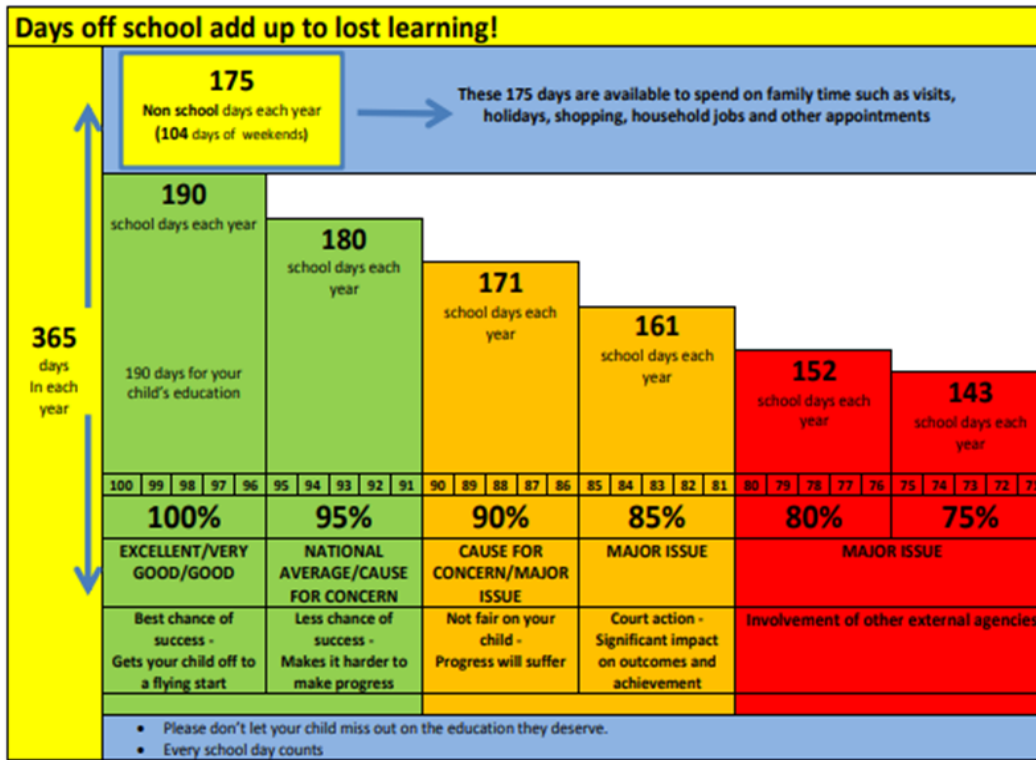 Days off school add up to lost learning!
175
Non school days each year
(104 days of weekends)
These 175 days are available to spend on family time such as visits,
holidays, shopping, household jobs and other appointments
365
days
In each
year
190
school days each year
190 days for your
child's education
180
school days each
year
171
school days each
year
161
school days each
year
152
school days each
year
143
school days each
year
100 99 98 97 96 95 94 93 92 91 90 89 88 87 86 85 84 83 82 81 80 79 78 77 76 75 74 73 72
100% 95% 90% 85% 80% 75%
EXCELLENT/VERY
GOOD/GOOD
NATIONAL
AVERAGE/CAUSE
FOR CONCERN
CAUSE FOR
CONCERN/MAJOR
ISSUE
MAJOR ISSUE
MAJOR ISSUE
Best chance of
success -
Gets your child off to
a flying start
Less chance of
success -
Makes it harder to
make progress
Not fair on your
child -
Progress will suffer
Court action -
Significant impact
on outcomes and
achievement
Involvement of other external agencies
• Please don't let your child miss out on the education they deserve.
• Every school day counts